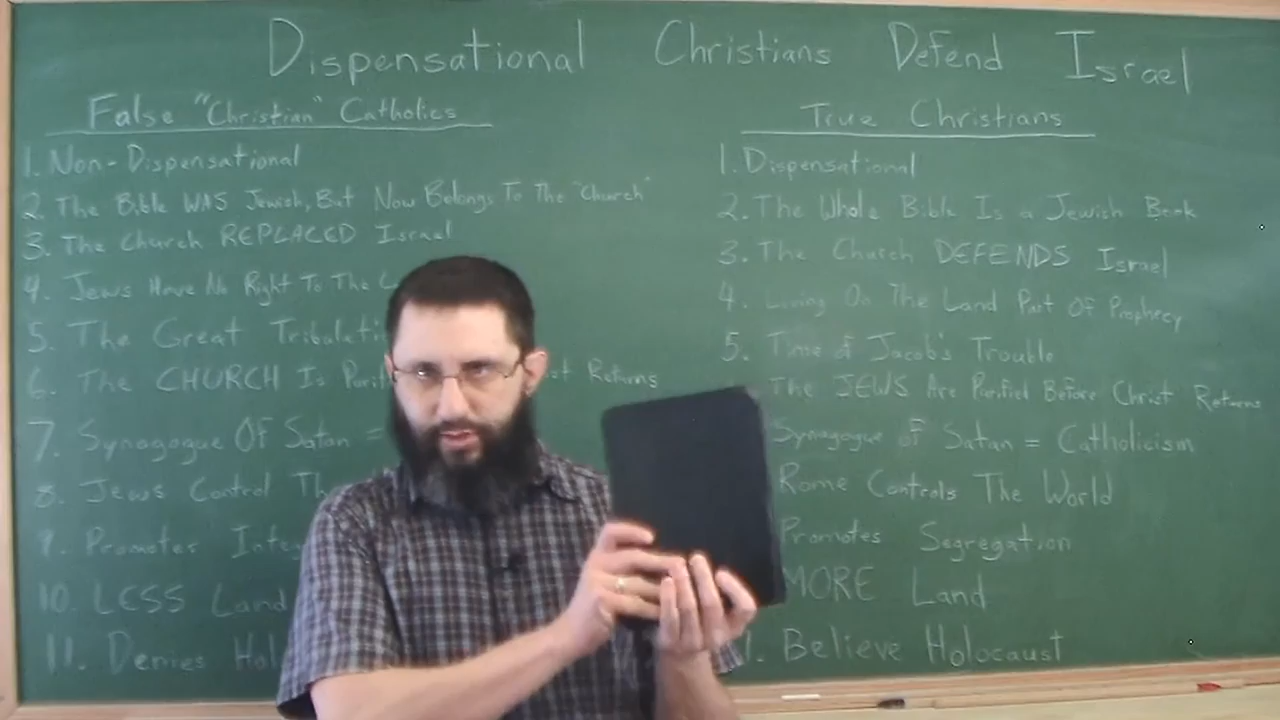 Dispensational Christians Defend Israel
False "Christian" Catholics
1. Non-Dispensational
2. The Bible WAS Jewish, But Now Belongs To The "Church"
3. The Church REPLACED Israel
4. Jews Have No Right To The
5. The Great
6. The CHURCH Is Returns
7. Synagogue Of Satan =
8. Jews Control
9. Promotes
10. LESS Land
11. Denies
True Christians
1. Dispensational
2. The Whole Bible Is a Jewish Book
3. The Church DEFENDS Israel
4. Living On The Land Part Of Prophecy
5. Time of Jacob's Trouble
The JEWS Are Purified Before Christ Returns
Synagogue of Satan = Catholicism
Rome Controls The World
Promotes Segregation
MORE Land
Believe Holocaust